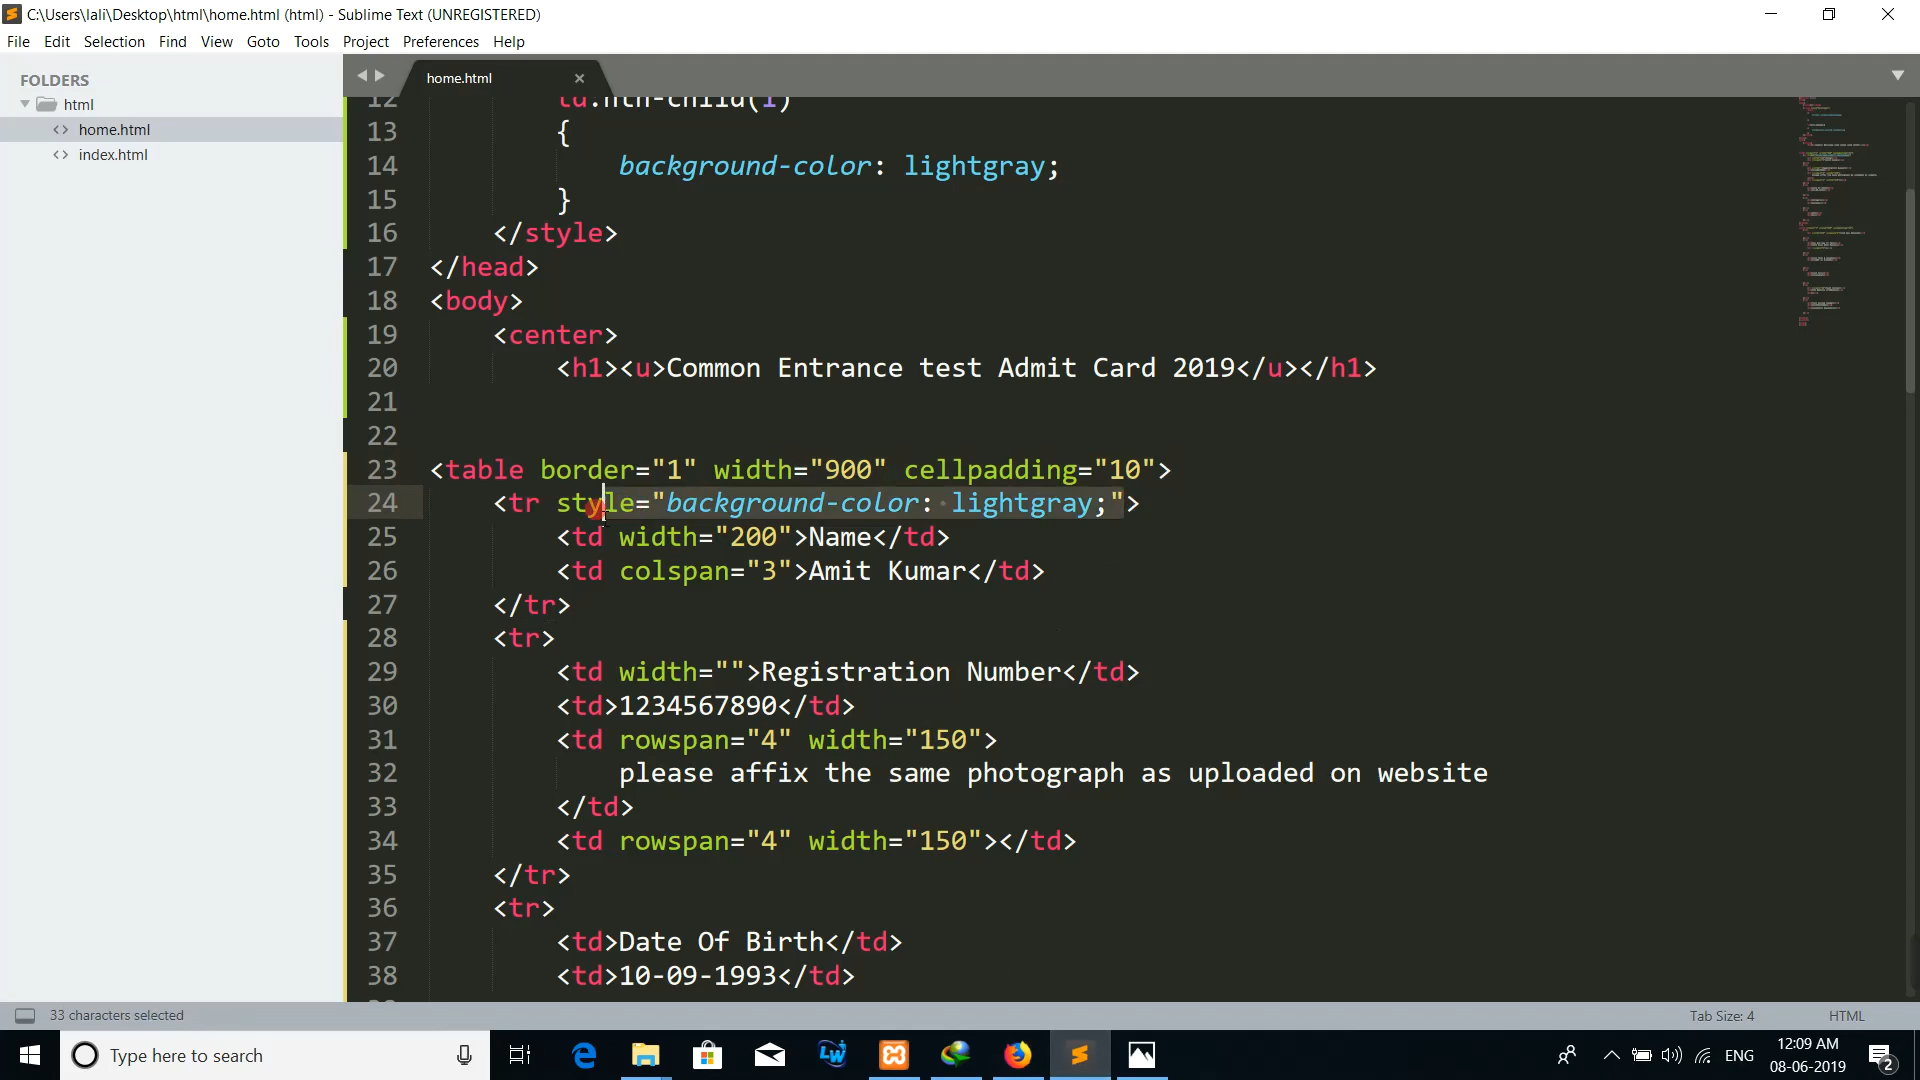 C:\Users\lali\Desktop\html\home.html (html) - Sublime Text (UNREGISTERED)
File Edit Selection Find View Goto Tools Project Preferences Help
FOLDERS
html
home.html
index.html
home.html
12 td:nth-child(1)
13 {
14 background-color: lightgray;
15 }
16 </style>
17 </head>
18 <body>
19 <center>
20 <h1><u>Common Entrance test Admit Card 2019</u></h1>
21
22
23 <table border="1" width="900" cellpadding="10">
24 <tr style="background-color: lightgray;">
25 <td width="200">Name</td>
26 <td colspan="3">Amit Kumar</td>
27 </tr>
28 <tr>
29 <td width="">Registration Number</td>
30 <td>1234567890</td>
31 <td rowspan="4" width="150">
32 please affix the same photograph as uploaded on website
33 </td>
34 <td rowspan="4" width="150"></td>
35 </tr>
36 <tr>
37 <td>Date Of Birth</td>
38 <td>10-09-1993</td>
33 characters selected
Tab Size: 4
HTML
Type here to search
ENG
12:09 AM
08-06-2019
2